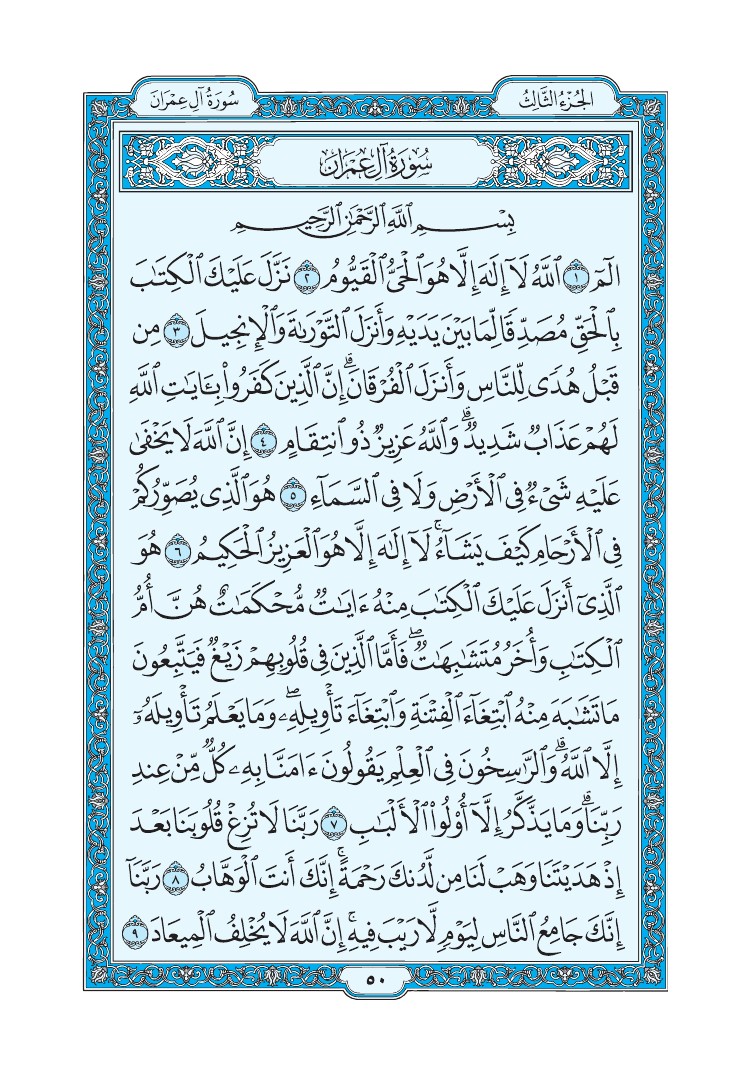 الجُزْءُ الثَّالِثُ
سُورَةُ آلِ عِمْرَانَ
سُورَةُ آلِ عِمْرَانَ
بِسْمِ اللَّهِ الرَّحْمَٰنِ الرَّحِيمِ
الٓمٓ ١ ٱللَّهُ لَآ إِلَٰهَ إِلَّا هُوَ ٱلْحَىُّ ٱلْقَيُّومُ ٢ نَزَّلَ عَلَيْكَ ٱلْكِتَٰبَ
بِٱلْحَقِّ مُصَدِّقًا لِّمَا بَيْنَ يَدَيْهِ وَأَنزَلَ ٱلتَّوْرَىٰةَ وَٱلْإِنجِيلَ ٣ مِن
قَبْلُ هُدًى لِّلنَّاسِ وَأَنزَلَ ٱلْفُرْقَانَ ۗ إِنَّ ٱلَّذِينَ كَفَرُوا۟ بِـَٔايَٰتِ ٱللَّهِ
لَهُمْ عَذَابٌ شَدِيدٌ ۗ وَٱللَّهُ عَزِيزٌ ذُو ٱنتِقَامٍ ٤ إِنَّ ٱللَّهَ لَا يَخْفَىٰ
عَلَيْهِ شَىْءٌ فِى ٱلْأَرْضِ وَلَا فِى ٱلسَّمَآءِ ٥ هُوَ ٱلَّذِى يُصَوِّرُكُمْ
فِى ٱلْأَرْحَامِ كَيْفَ يَشَآءُ ۚ لَآ إِلَٰهَ إِلَّا هُوَ ٱلْعَزِيزُ ٱلْحَكِيمُ ٦ هُوَ
ٱلَّذِىٓ أَنزَلَ عَلَيْكَ ٱلْكِتَٰبَ مِنْهُ ءَايَٰتٌ مُّحْكَمَٰتٌ هُنَّ أُمُّ
ٱلْكِتَٰبِ وَأُخَرُ مُتَشَٰبِهَٰتٌ ۖ فَأَمَّا ٱلَّذِينَ فِى قُلُوبِهِمْ زَيْغٌ فَيَتَّبِعُونَ
مَا تَشَٰبَهَ مِنْهُ ٱبْتِغَآءَ ٱلْفِتْنَةِ وَٱبْتِغَآءَ تَأْوِيلِهِۦ ۗ وَمَا يَعْلَمُ تَأْوِيلَهُۥٓ
إِلَّا ٱللَّهُ ۗ وَٱلرَّٰسِخُونَ فِى ٱلْعِلْمِ يَقُولُونَ ءَامَنَّا بِهِۦ كُلٌّ مِّنْ عِندِ
رَبِّنَا ۗ وَمَا يَذَّكَّرُ إِلَّآ أُو۟لُوا۟ ٱلْأَلْبَٰبِ ٧ رَبَّنَا لَا تُزِغْ قُلُوبَنَا بَعْدَ
إِذْ هَدَيْتَنَا وَهَبْ لَنَا مِن لَّدُنكَ رَحْمَةً ۚ إِنَّكَ أَنتَ ٱلْوَهَّابُ ٨ رَبَّنَآ
إِنَّكَ جَامِعُ ٱلنَّاسِ لِيَوْمٍ لَّا رَيْبَ فِيهِ ۚ إِنَّ ٱللَّهَ لَا يُخْلِفُ ٱلْمِيعَادَ ٩
٥٠